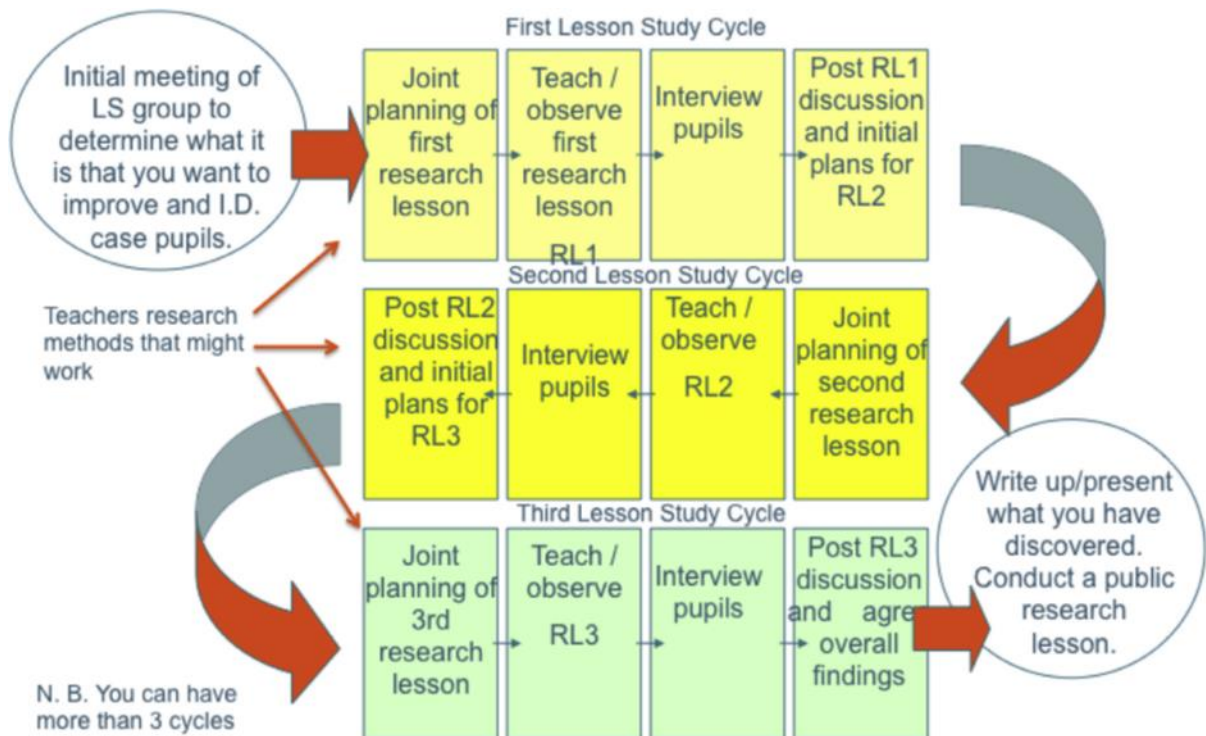 First Lesson Study Cycle
Initial meeting of
LS group to
determine what it
is that you want to
improve and I.D.
case pupils.
Joint
planning of
first
research
lesson
Teach /
observe
first
research
lesson
RL1
Interview
pupils
Post RL1
discussion
and initial
plans for
RL2
Second Lesson Study Cycle
Teachers research
methods that might
work
Post RL2
discussion
and initial
plans for
RL3
Interview
pupils
Teach /
observe
RL2
Joint
planning of
second
research
lesson
Third Lesson Study Cycle
Joint
planning of
3rd
research
lesson
Teach /
observe
RL3
Interview
pupils
Post RL3
discussion
and agre
overall
findings
Write up/present
what you have
discovered.
Conduct a public
research
lesson.
N. B. You can have
more than 3 cycles